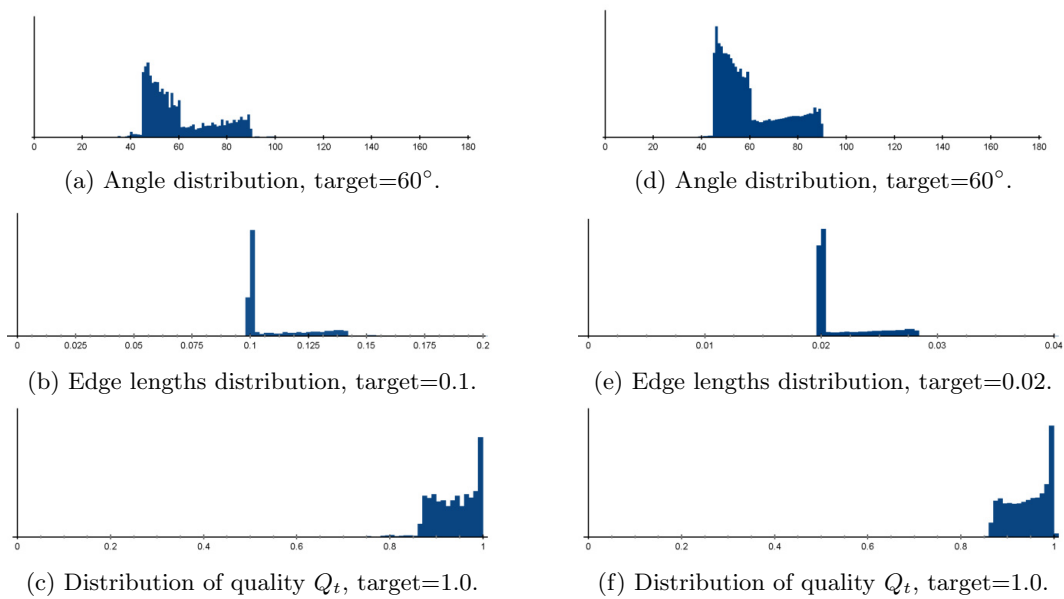 0 20 40 60 80 100 120 140 160 180
(a) Angle distribution, target=60°.
0 0.025 0.05 0.075 0.1 0.125 0.15 0.175 0.2
(b) Edge lengths distribution, target=0.1.
0 0.2 0.4 0.6 0.8 1
(c) Distribution of quality Qt, target=1.0.
0 20 40 60 80 100 120 140 160 180
(d) Angle distribution, target=60°.
0 0.01 0.02 0.03 0.04
(e) Edge lengths distribution, target=0.02.
0 0.2 0.4 0.6 0.8 1
(f) Distribution of quality Qt, target=1.0.